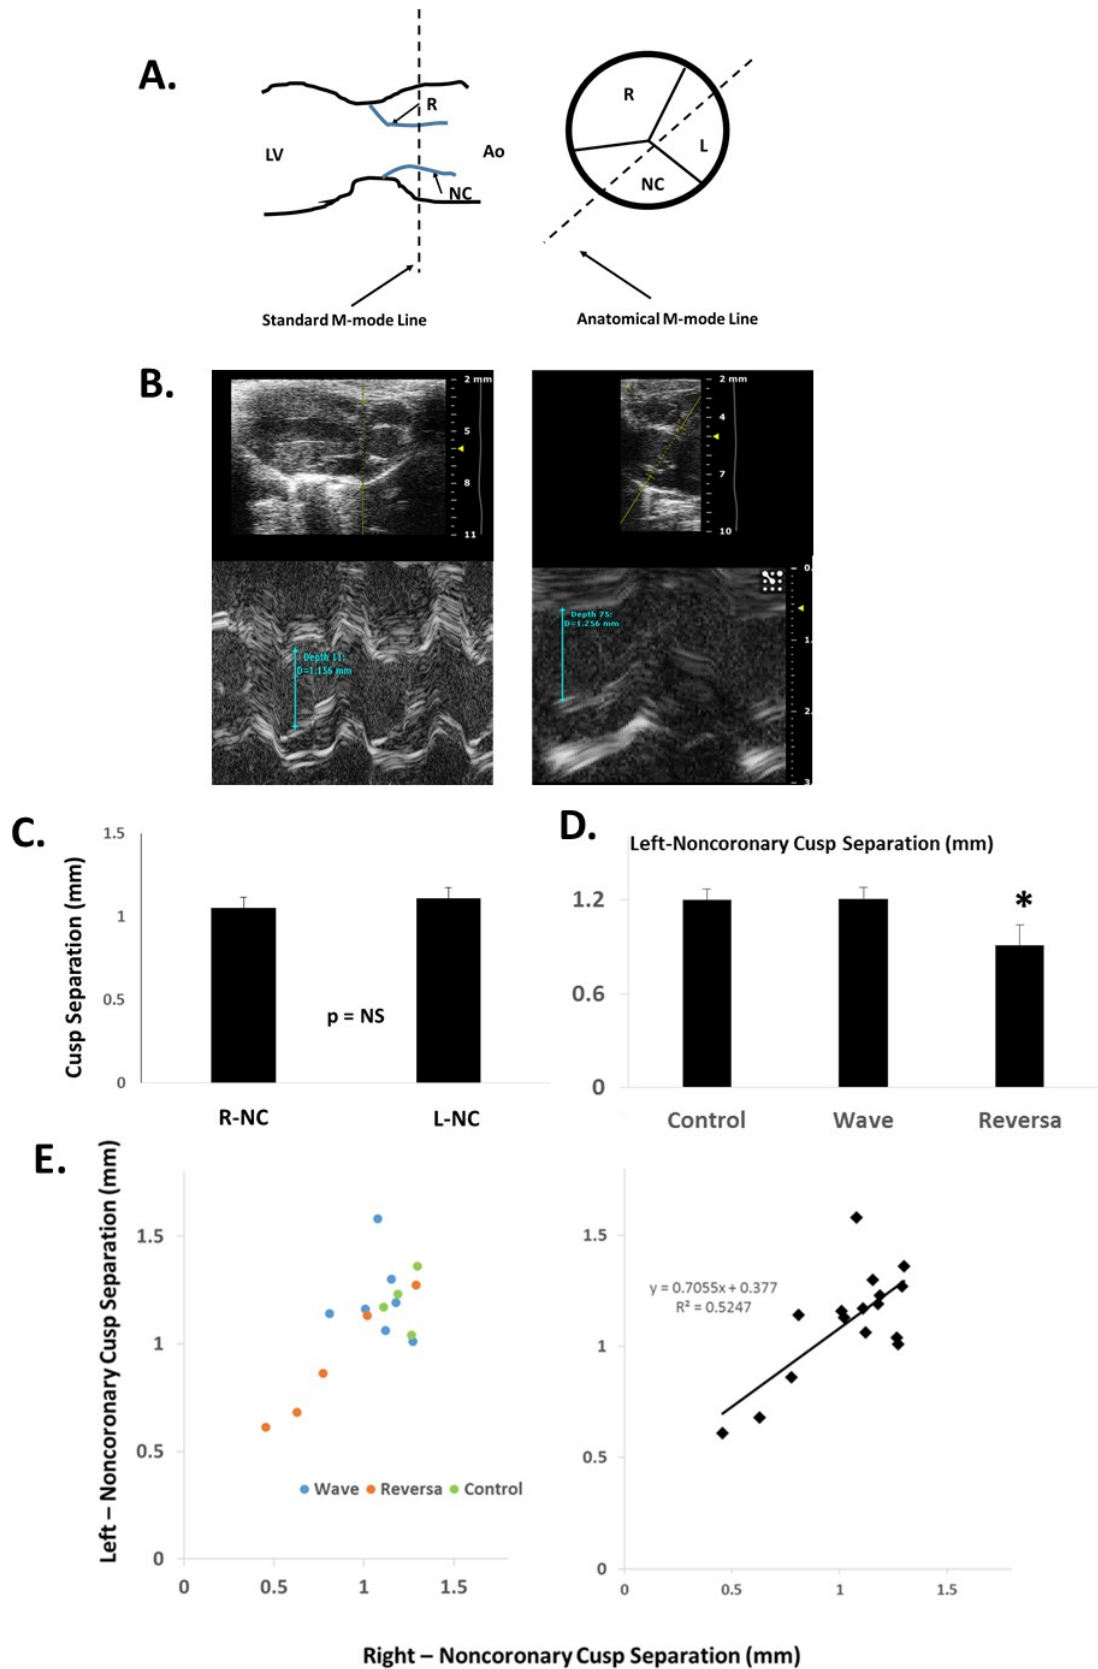 A.
R
LV
Ao
NC
Standard M-mode Line
R
L
NC
Anatomical M-mode Line
B.
2 mm
5
8
11
Depth 11:
D=1.156 mm
2 mm
4
7
10
Depth 75:
D=1.256 mm
0.
1.
2.
3
C.
Cusp Separation (mm)
1.5
1
0.5
0
p = NS
R-NC
L-NC
D.
Left-Noncoronary Cusp Separation (mm)
1.2
0.6
0
*
Control
Wave
Reversa
E.
Left – Noncoronary Cusp Separation (mm)
1.5
1
0.5
0
0
0.5
1
1.5
Wave
Reversa
Control
1.5
1
0.5
0
0
0.5
1
1.5
y = 0.7055x + 0.377
R² = 0.5247
Right – Noncoronary Cusp Separation (mm)